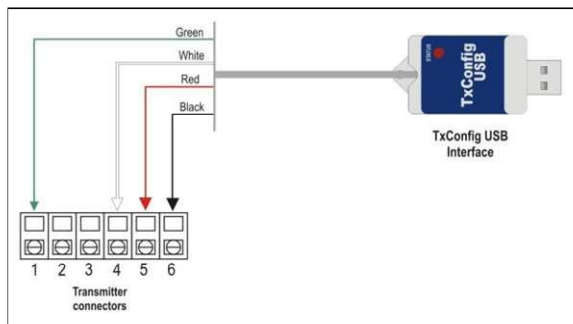 Green
White
Red
Black
STATUS
TxConfig
USB
TxConfig USB
Interface
1 2 3 4 5 6
Transmitter
connectors